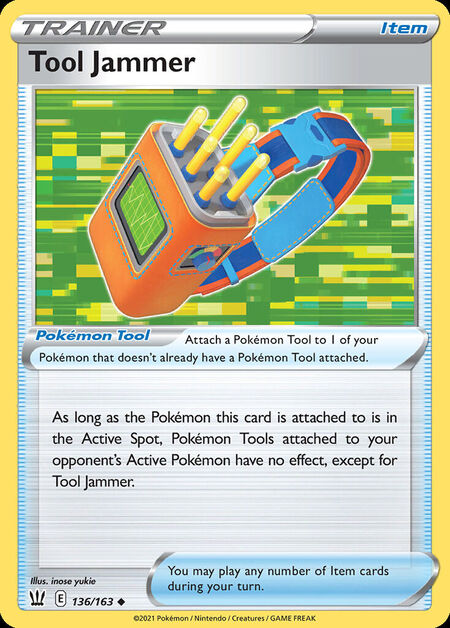 TRAINER Item
Tool Jammer
Pokémon Tool Attach a Pokémon Tool to 1 of your
Pokémon that doesn't already have a Pokémon Tool attached.
As long as the Pokémon this card is attached to is in
the Active Spot, Pokémon Tools attached to your
opponent's Active Pokémon have no effect, except for
Tool Jammer.
Illus. inose yukie
You may play any number of Item cards
during your turn.
E 136/163
©2021 Pokémon / Nintendo / Creatures / GAME FREAK